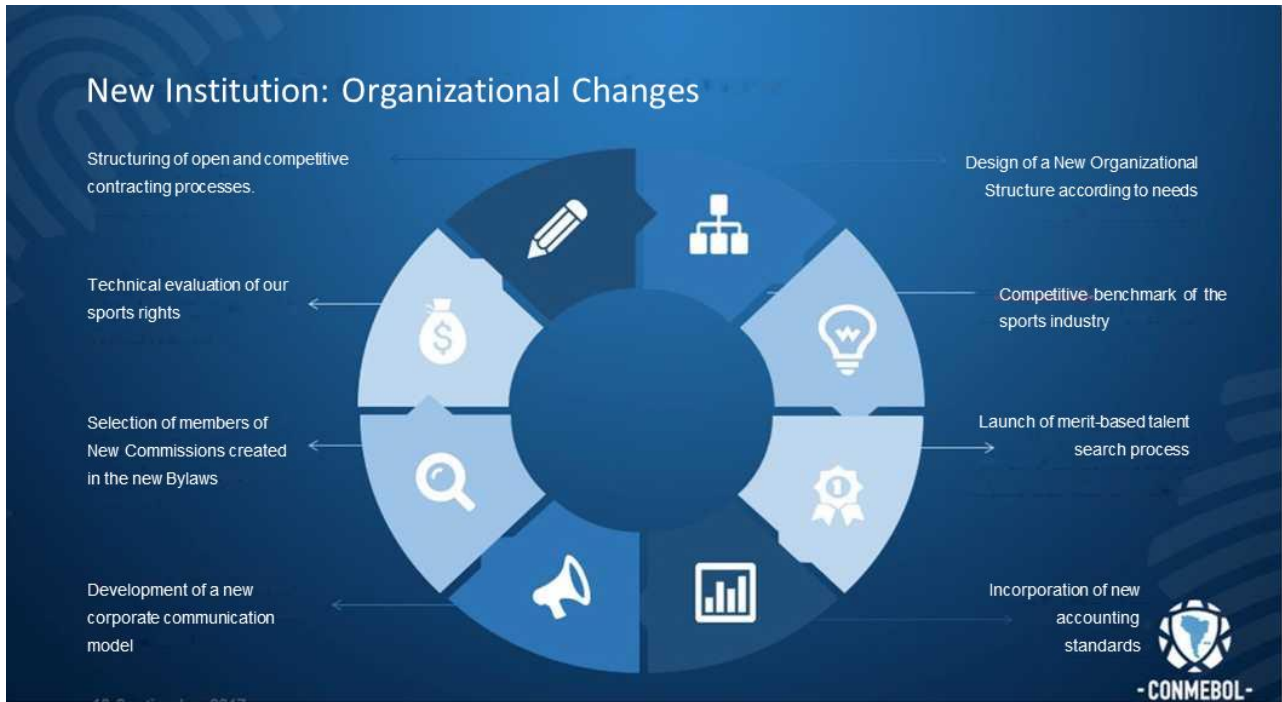 New Institution: Organizational Changes
Structuring of open and competitive
contracting processes.
Design of a New Organizational
Structure according to needs
Technical evaluation of our
sports rights
$
Competitive benchmark of the
sports industry
Selection of members of
New Commissions created
in the new Bylaws
Launch of merit-based talent
search process
1
Development of a new
corporate communication
model
Incorporation of new
accounting
standards
- CONMEBOL-